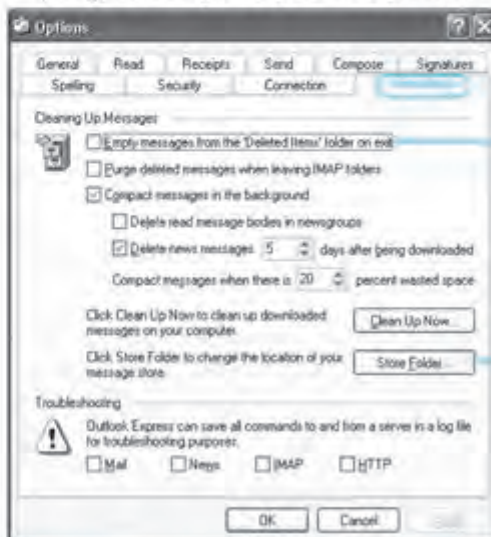 Options
General Read Receipts Send Compose Signatures
Spelling Security Connection
Cleaning Up Messages
Empty messages from the 'Deleted Items' folder on exit
Purge deleted messages when leaving IMAP folders
Compact messages in the background
Delete read message bodies in newsgroups
Delete news messages 5 days after being downloaded
Compact messages when there is 20 percent wasted space
Click Clean Up Now to clean up downloaded
messages on your computer.
Clean Up Now...
Click Store Folder to change the location of your
message store.
Store Folder...
Troubleshooting
Outlook Express can save all commands to and from a server in a log file
for troubleshooting purposes.
Mail News IMAP HTTP
OK Cancel